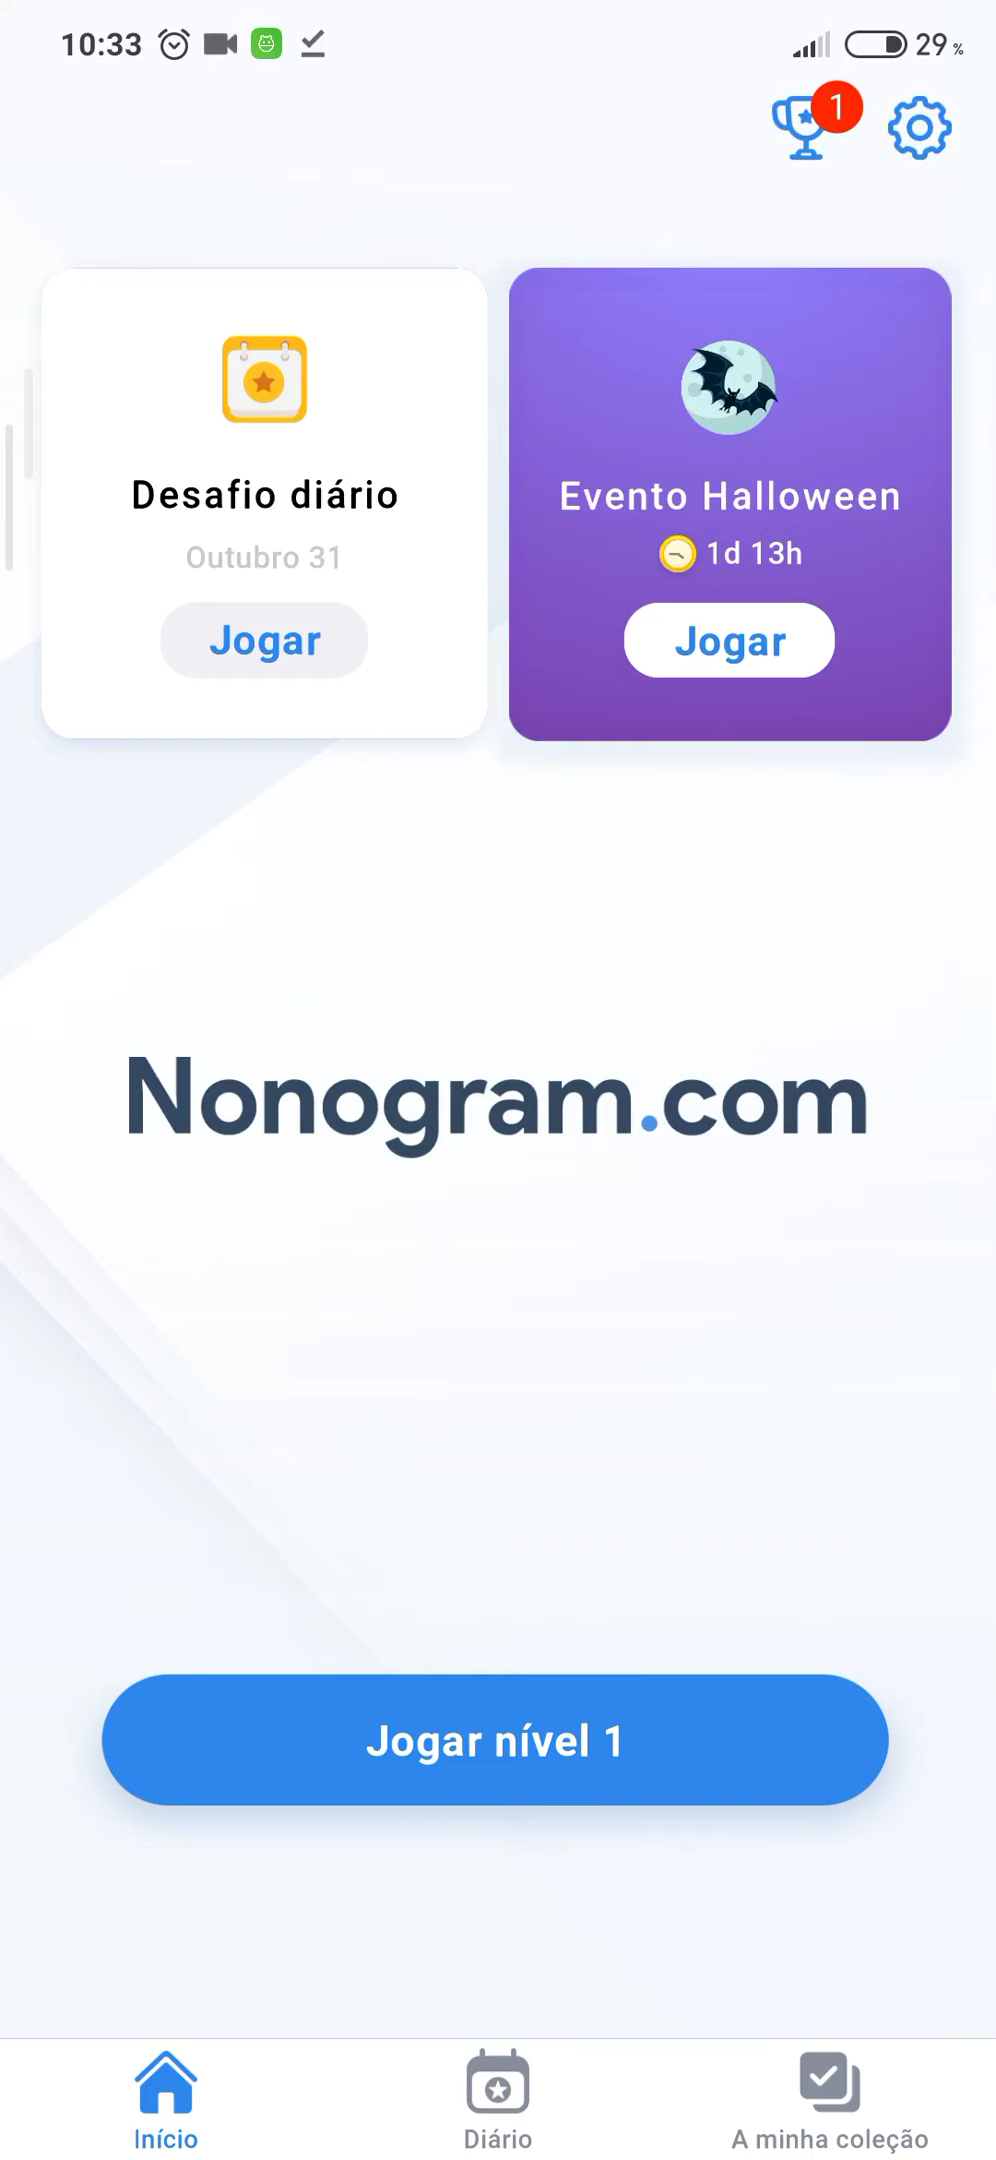 10:33
29 %
1
Desafio diário
Outubro 31
Jogar
Evento Halloween
1d 13h
Jogar
Nonogram.com
Jogar nível 1
Início
Diário
A minha coleção